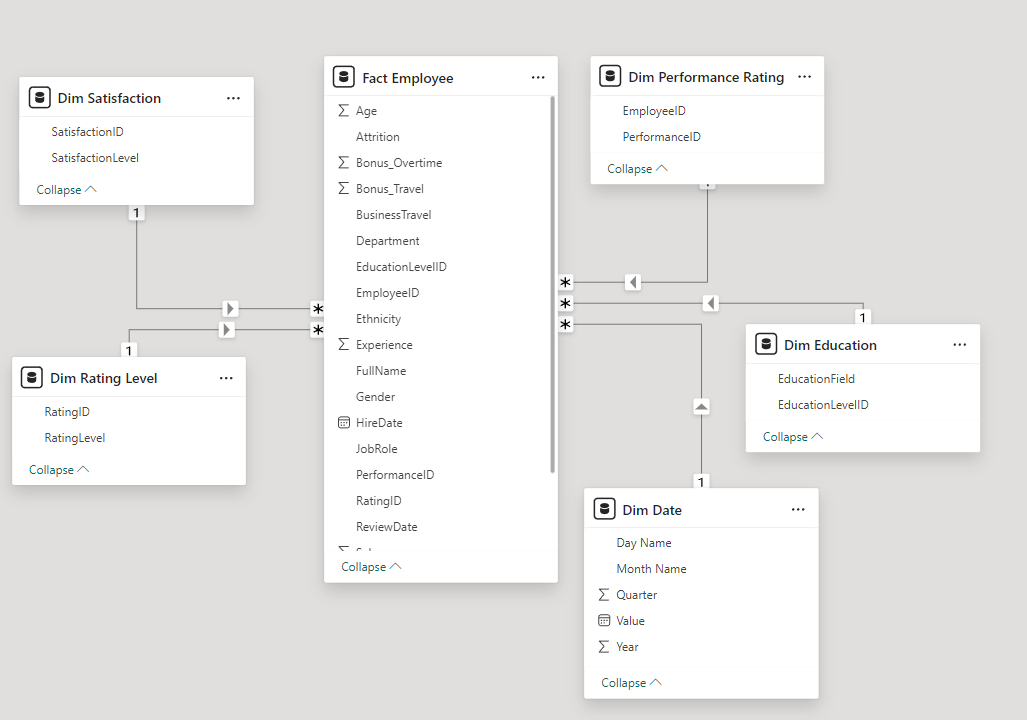 Dim Satisfaction
SatisfactionID
SatisfactionLevel
Collapse
1
Dim Rating Level
RatingID
RatingLevel
Collapse
1
Fact Employee
Age
Attrition
Bonus_Overtime
Bonus_Travel
BusinessTravel
Department
EducationLevelID
EmployeeID
Ethnicity
Experience
FullName
Gender
HireDate
JobRole
PerformanceID
RatingID
ReviewDate
Collapse
Dim Performance Rating
EmployeeID
PerformanceID
Collapse
Dim Education
EducationField
EducationLevelID
Collapse
1
Dim Date
Day Name
Month Name
Quarter
Value
Year
Collapse
1